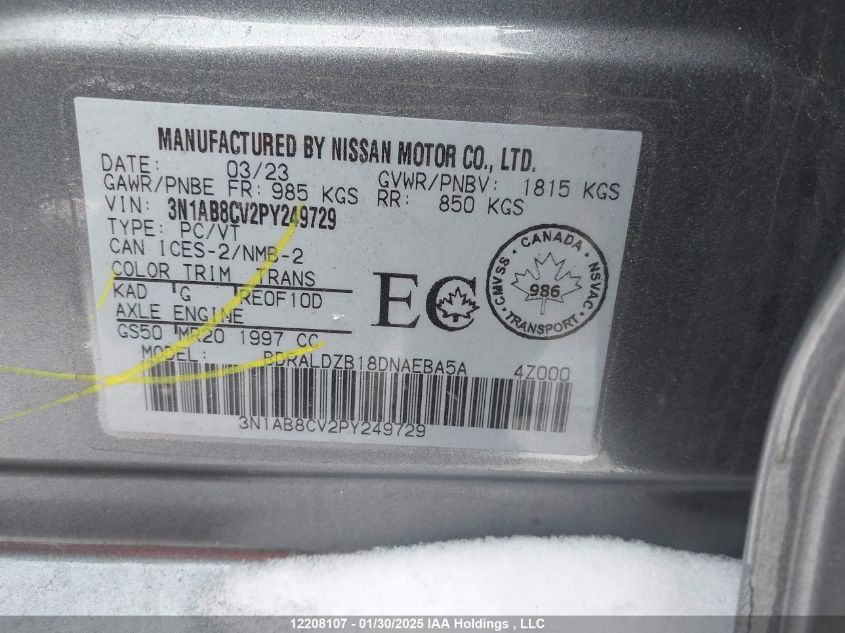 MANUFACTURED BY NISSAN MOTOR CO., LTD.
DATE: 03/23 GVWR/PNBV: 1815 KGS
GAWR/PNBE FR: 985 KGS RR: 850 KGS
VIN: 3N1AB8CV2PY249729
TYPE: PC/VT
CAN ICES-2/NMB-2
COLOR TRIM TRANS
KAD G RE0F10D
AXLE ENGINE
GS50 MR20 1997 CC
MODEL: BDRALDZB18DNAEBA5A 4Z000
EC
CANADA
CMVSS NSVAC
986
TRANSPORT
3N1AB8CV2PY249729
12208107 - 01/30/2025 IAA Holdings , LLC